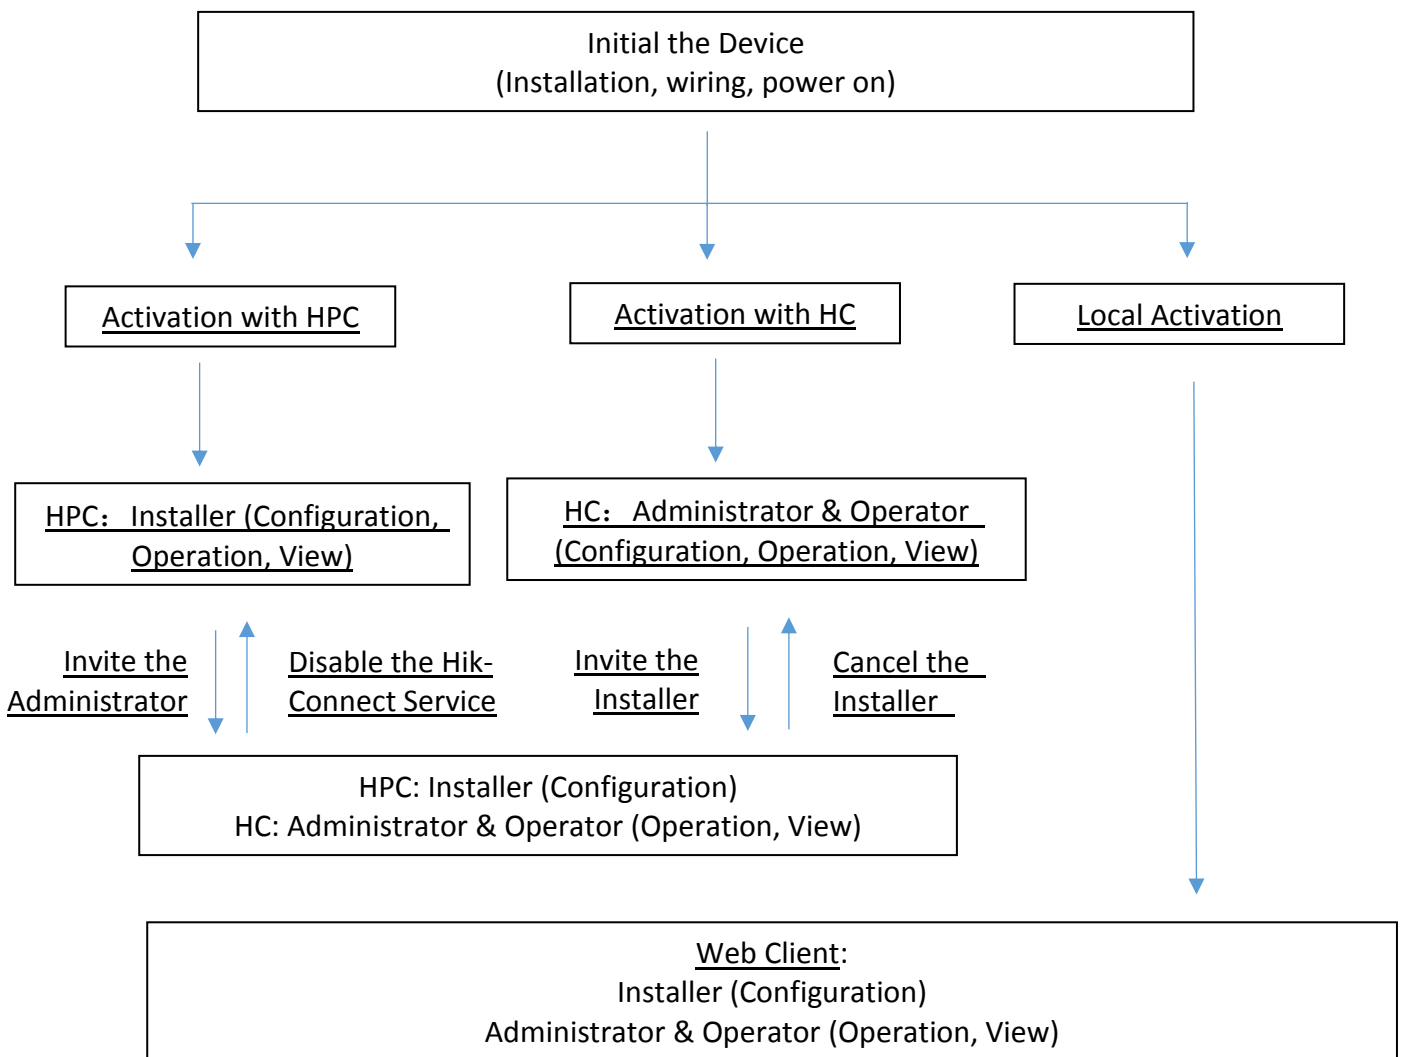 Initial the Device
(Installation, wiring, power on)
Activation with HPC
Activation with HC
Local Activation
HPC： Installer (Configuration,
Operation, View)
HC： Administrator & Operator
(Configuration, Operation, View)
Invite the
Administrator
Disable the Hik-
Connect Service
Invite the
Installer
Cancel the
Installer
HPC: Installer (Configuration)
HC: Administrator & Operator (Operation, View)
Web Client:
Installer (Configuration)
Administrator & Operator (Operation, View)